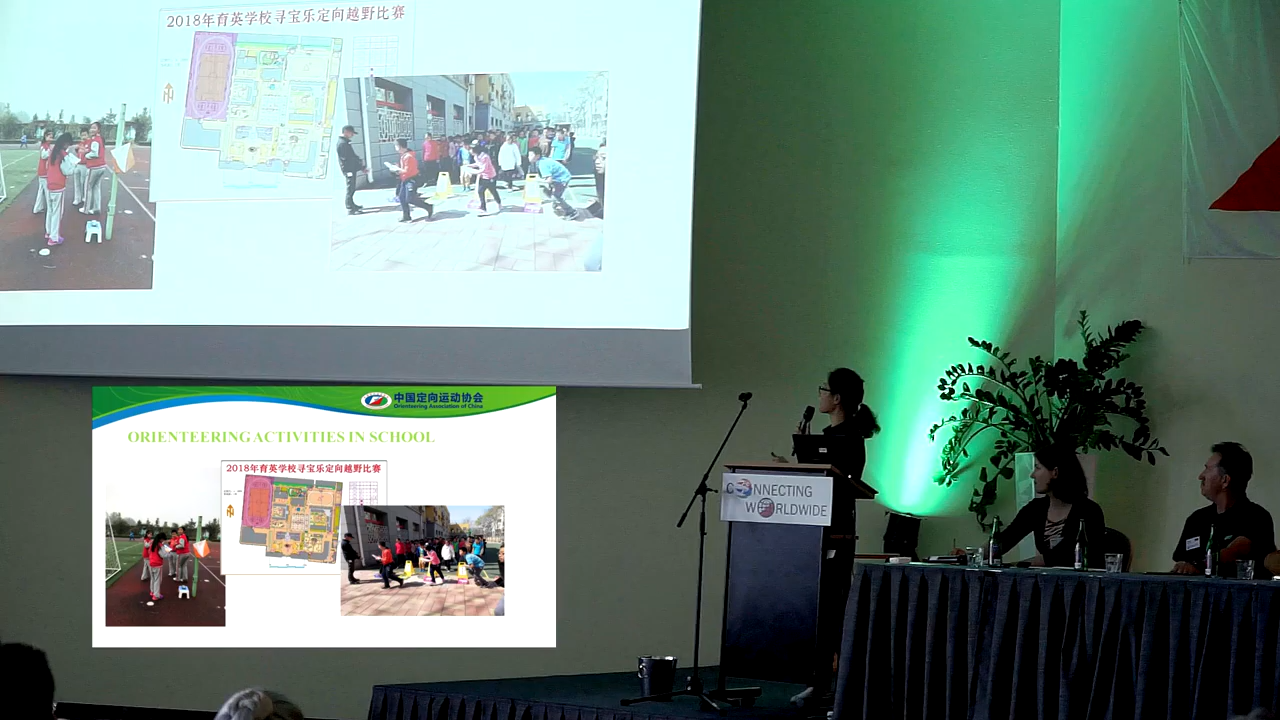 2018年育英学校寻宝乐定向越野比赛
中国定向运动协会
Orienteering Association of China
ORIENTEERING ACTIVITIES IN SCHOOL
2018年育英学校寻宝乐定向越野比赛
CONNECTING
WORLDWIDE